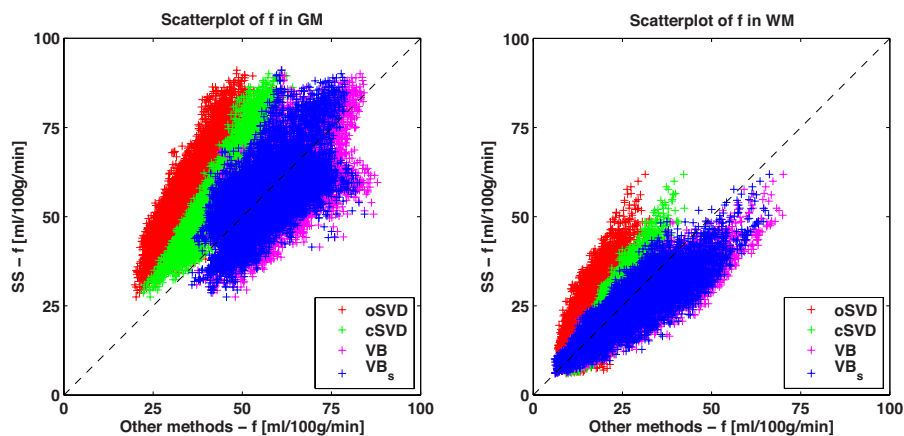 Scatterplot of f in GM
SS – f [ml/100g/min]
100
75
50
25
0
0
25
50
75
100
Other methods – f [ml/100g/min]
oSVD
cSVD
VB
VBs
Scatterplot of f in WM
SS – f [ml/100g/min]
100
75
50
25
0
0
25
50
75
100
Other methods – f [ml/100g/min]
oSVD
cSVD
VB
VBs